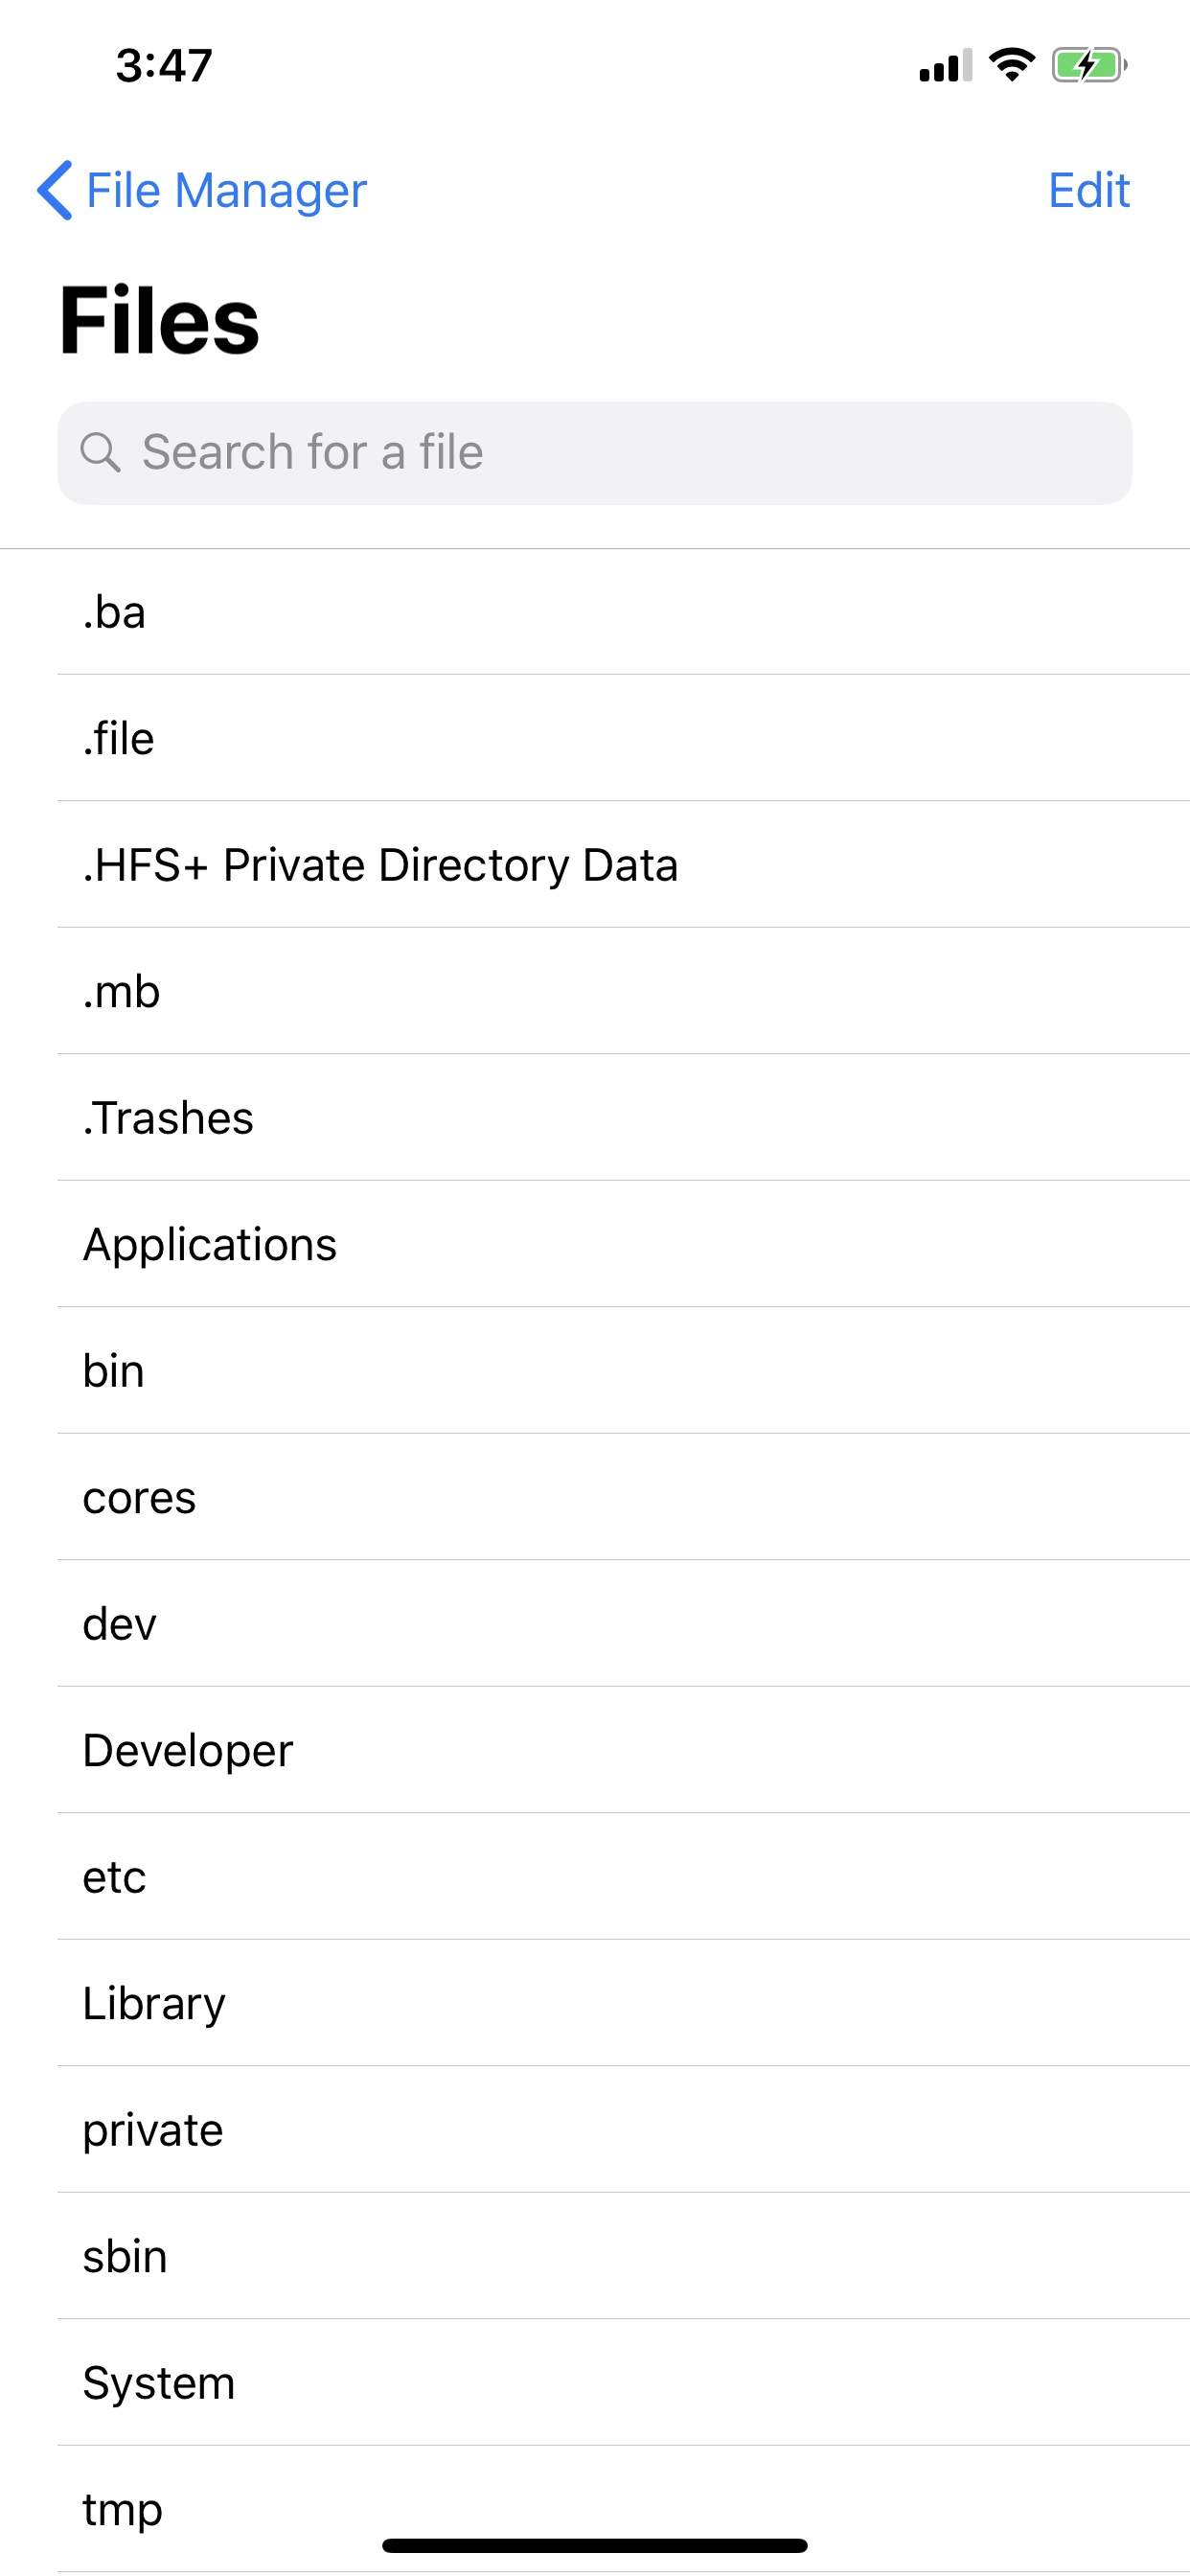 3:47
File Manager
Edit
Files
Search for a file
.ba
.file
.HFS+ Private Directory Data
.mb
.Trashes
Applications
bin
cores
dev
Developer
etc
Library
private
sbin
System
tmp